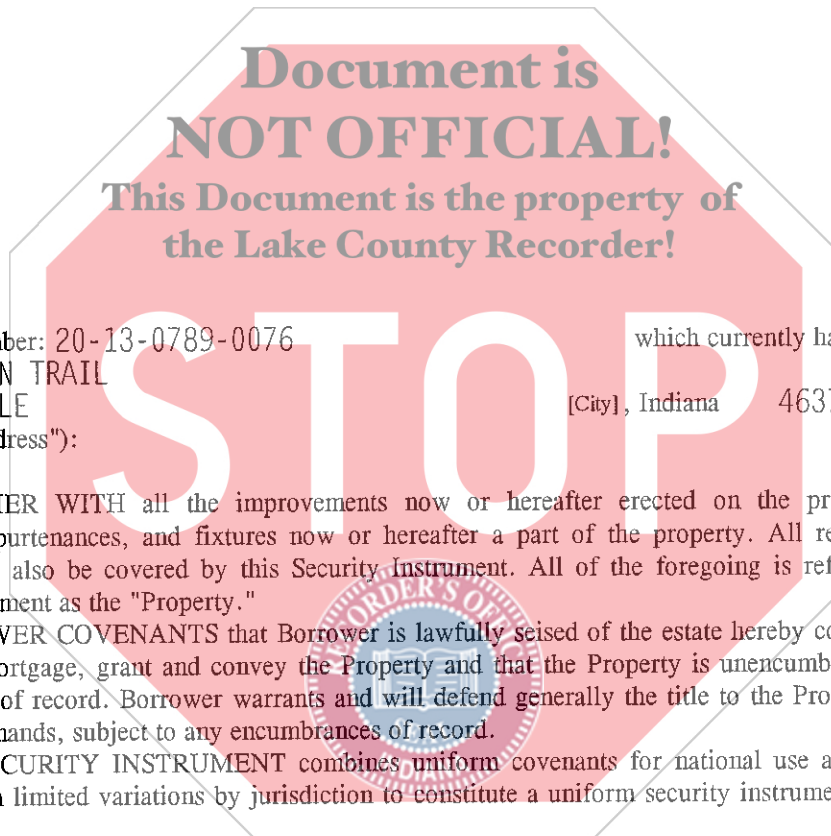 Document is
NOT OFFICIAL!
This Document is the property of
the Lake County Recorder!
STOP
ber: 20-13-0789-0076 which currently ha
N TRAIL
LE [City], Indiana 4637
dress"):
ER WITH all the improvements now or hereafter erected on the pr
purtenances, and fixtures now or hereafter a part of the property. All re
also be covered by this Security Instrument. All of the foregoing is ref
ment as the "Property."
WER COVENANTS that Borrower is lawfully seised of the estate hereby co
ortgage, grant and convey the Property and that the Property is unencumb
of record. Borrower warrants and will defend generally the title to the Pro
nands, subject to any encumbrances of record.
CURITY INSTRUMENT combines uniform covenants for national use a
limited variations by jurisdiction to constitute a uniform security instrume
RECORDER'S OFFICE
INDIANA